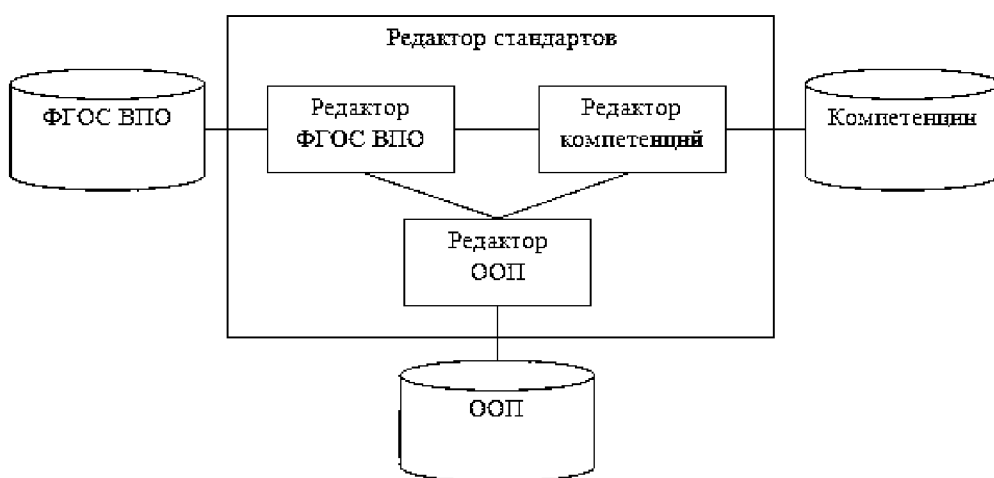 Редактор стандартов
ФГОС ВПО
Редактор
ФГОС ВПО
Редактор
компетенций
Компетенции
Редактор
ООП
ООП